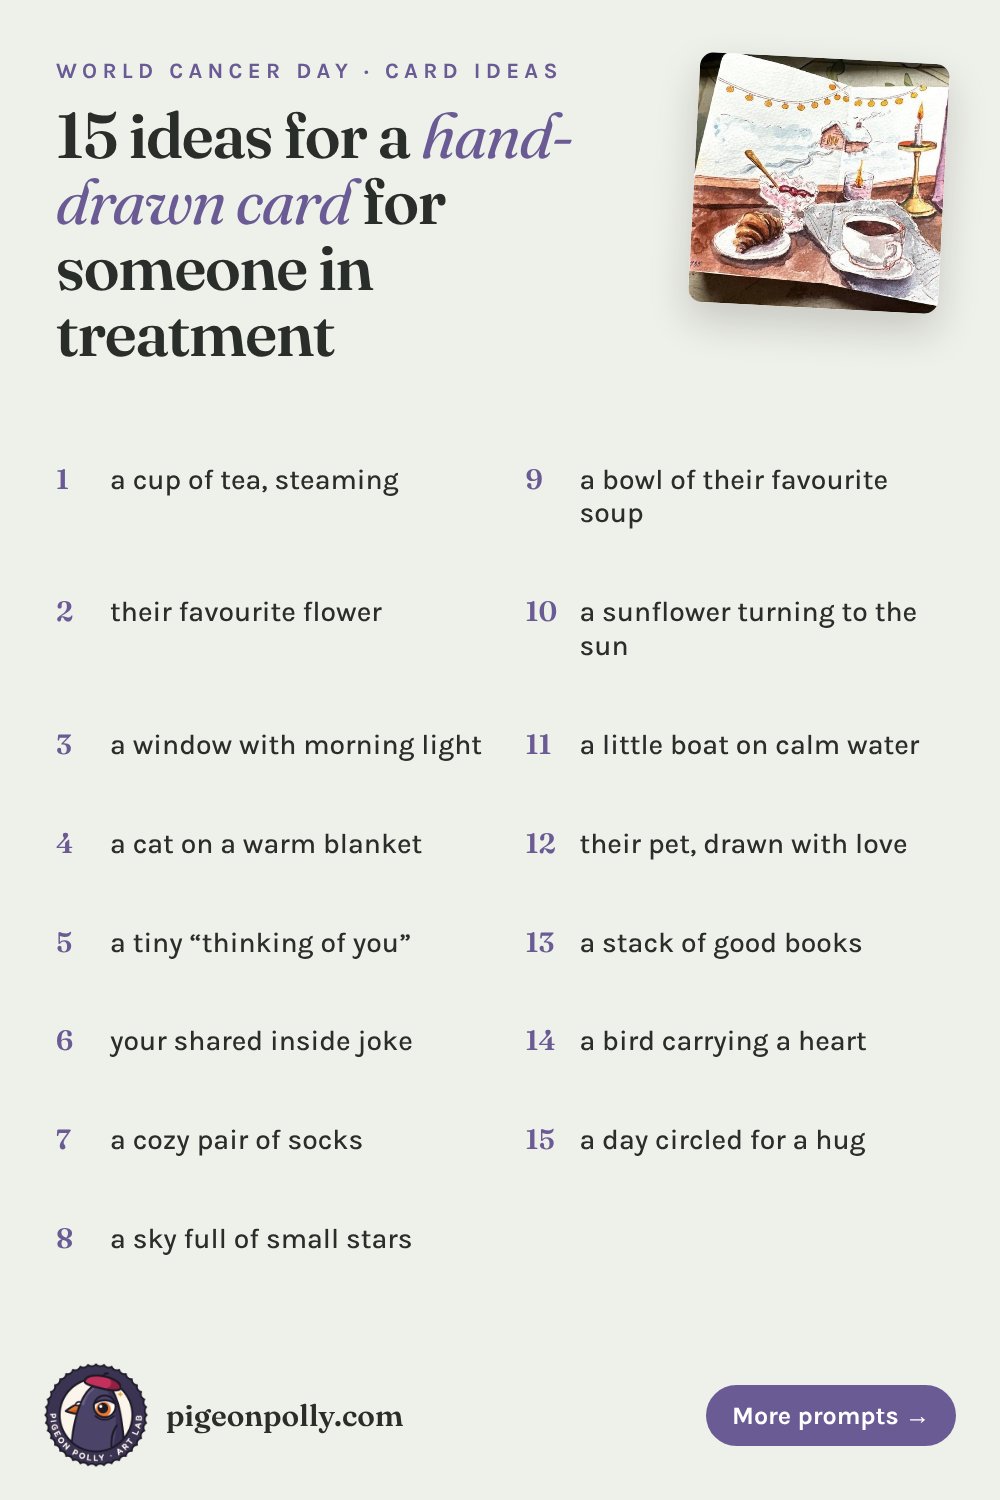 WORLD CANCER DAY · CARD IDEAS
15 ideas for a hand-
drawn card for
someone in
treatment
1 a cup of tea, steaming
2 their favourite flower
3 a window with morning light
4 a cat on a warm blanket
5 a tiny “thinking of you”
6 your shared inside joke
7 a cozy pair of socks
8 a sky full of small stars
9 a bowl of their favourite
soup
10 a sunflower turning to the
sun
11 a little boat on calm water
12 their pet, drawn with love
13 a stack of good books
14 a bird carrying a heart
15 a day circled for a hug
PIGEON POLLY · ART LAB
pigeonpolly.com
More prompts →